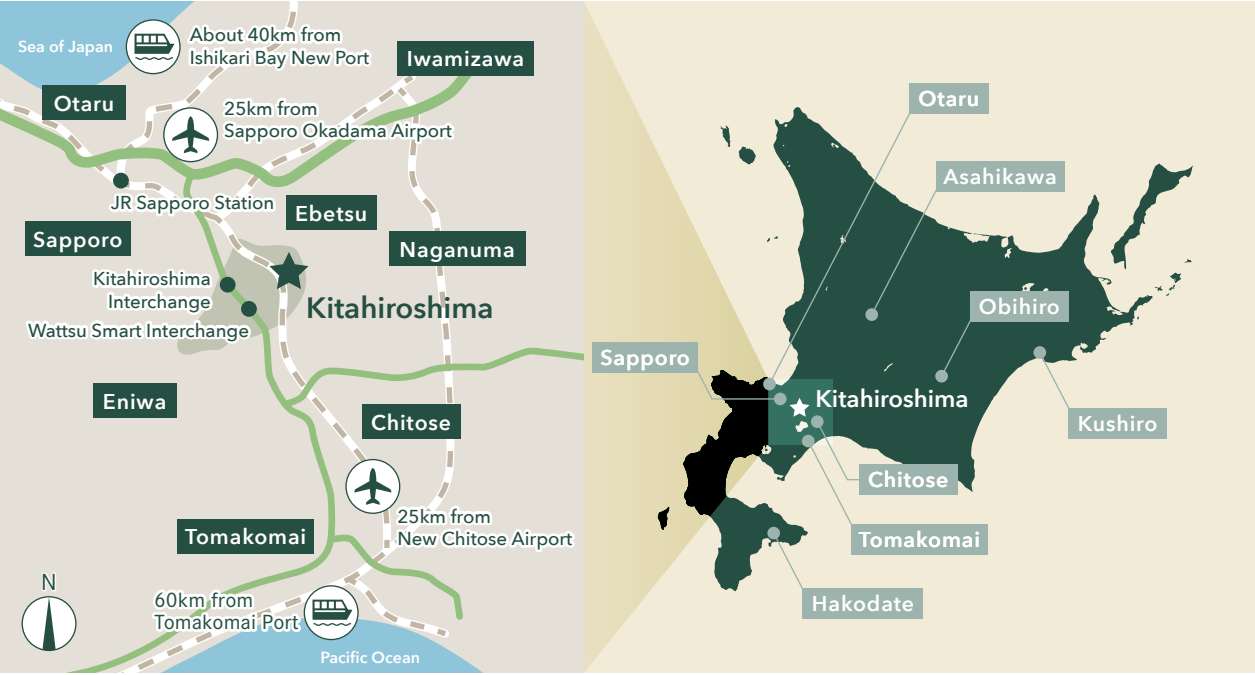 Sea of Japan
About 40km from
Ishikari Bay New Port
Iwamizawa
Otaru
25km from
Sapporo Okadama Airport
JR Sapporo Station
Ebetsu
Sapporo
Naganuma
Kitahiroshima
Interchange
Kitahiroshima
Wattsu Smart Interchange
Eniwa
Chitose
25km from
New Chitose Airport
Tomakomai
N
60km from
Tomakomai Port
Pacific Ocean
Otaru
Asahikawa
Obihiro
Sapporo
Kitahiroshima
Kushiro
Chitose
Tomakomai
Hakodate